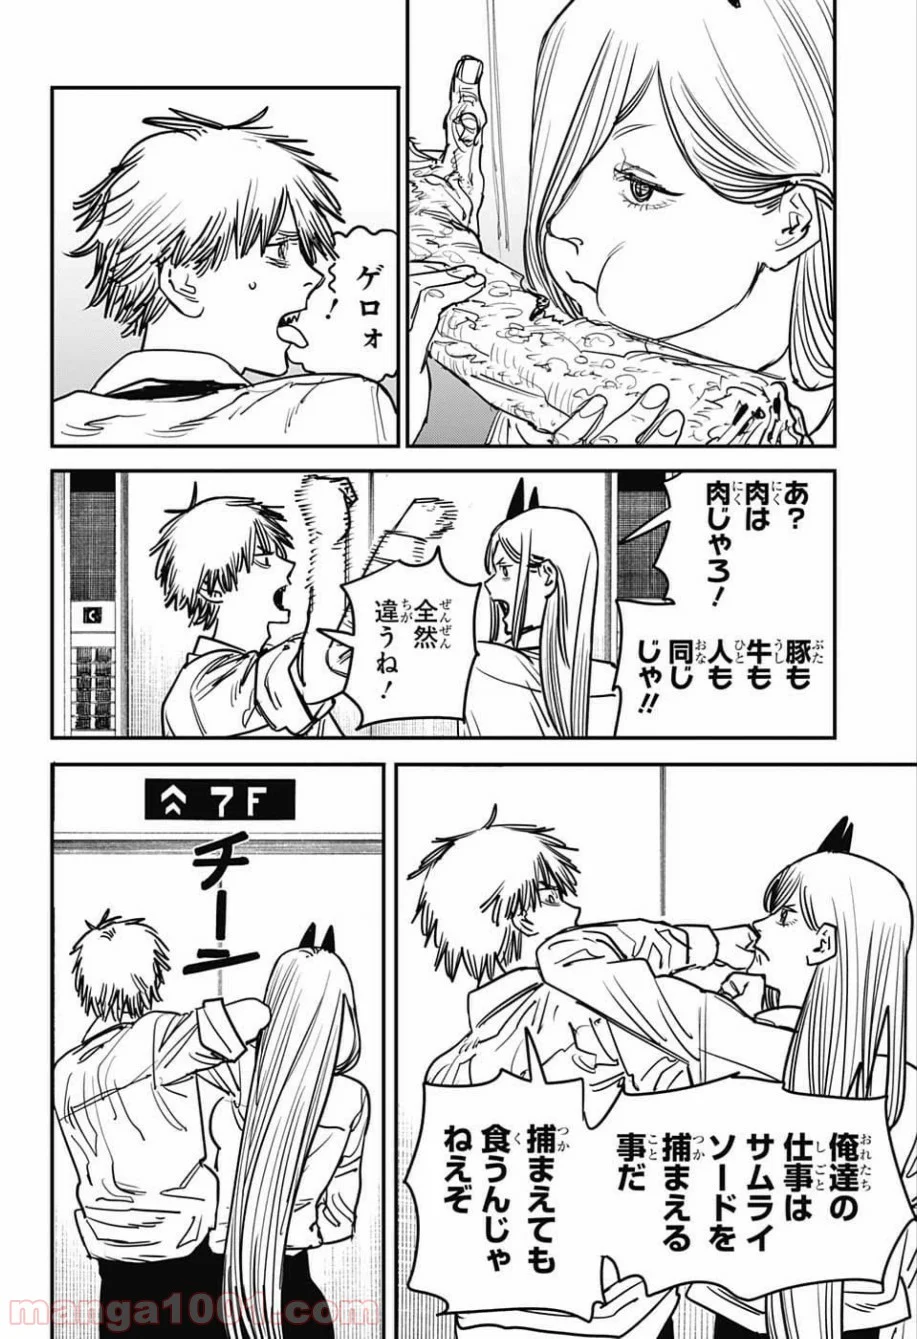 ゲロォ
！
あ？
肉は
肉じゃろ！
豚も
牛も
人も
同じ
じゃ!!
全然
違うね！
俺達の
仕事は
サムライ
ソードを
捕まえる
事だ
捕まえても
食うんじゃ
ねえぞ
7F
チーン
manga1001.com